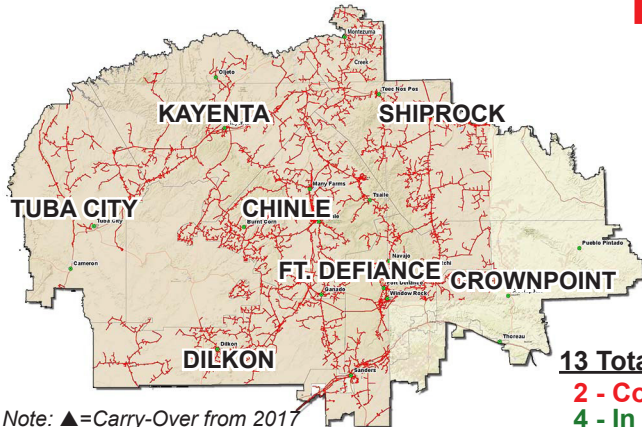 Montezuma
Creek
Oljeto
Teec Nos Pos
KAYENTA
SHIPROCK
Many Farms
Tsaile
TUBA CITY
CHINLE
Tuba City
Burnt Corn
Pueblo Pintado
Navajo
Cameron
FT. DEFIANCE
CROWNPOINT
Ganado
Window Rock
Thoreau
DILKON
Dilkon
Sanders
13 Tota
2 - Co
4 - In
Note: ▲=Carry-Over from 2017